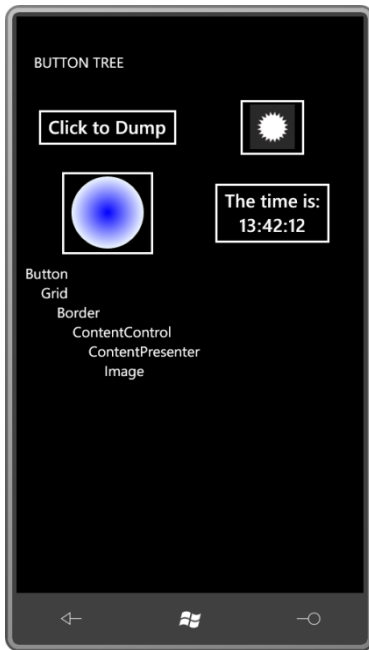 BUTTON TREE
Click to Dump
The time is:
13:42:12
Button
Grid
Border
ContentControl
ContentPresenter
Image